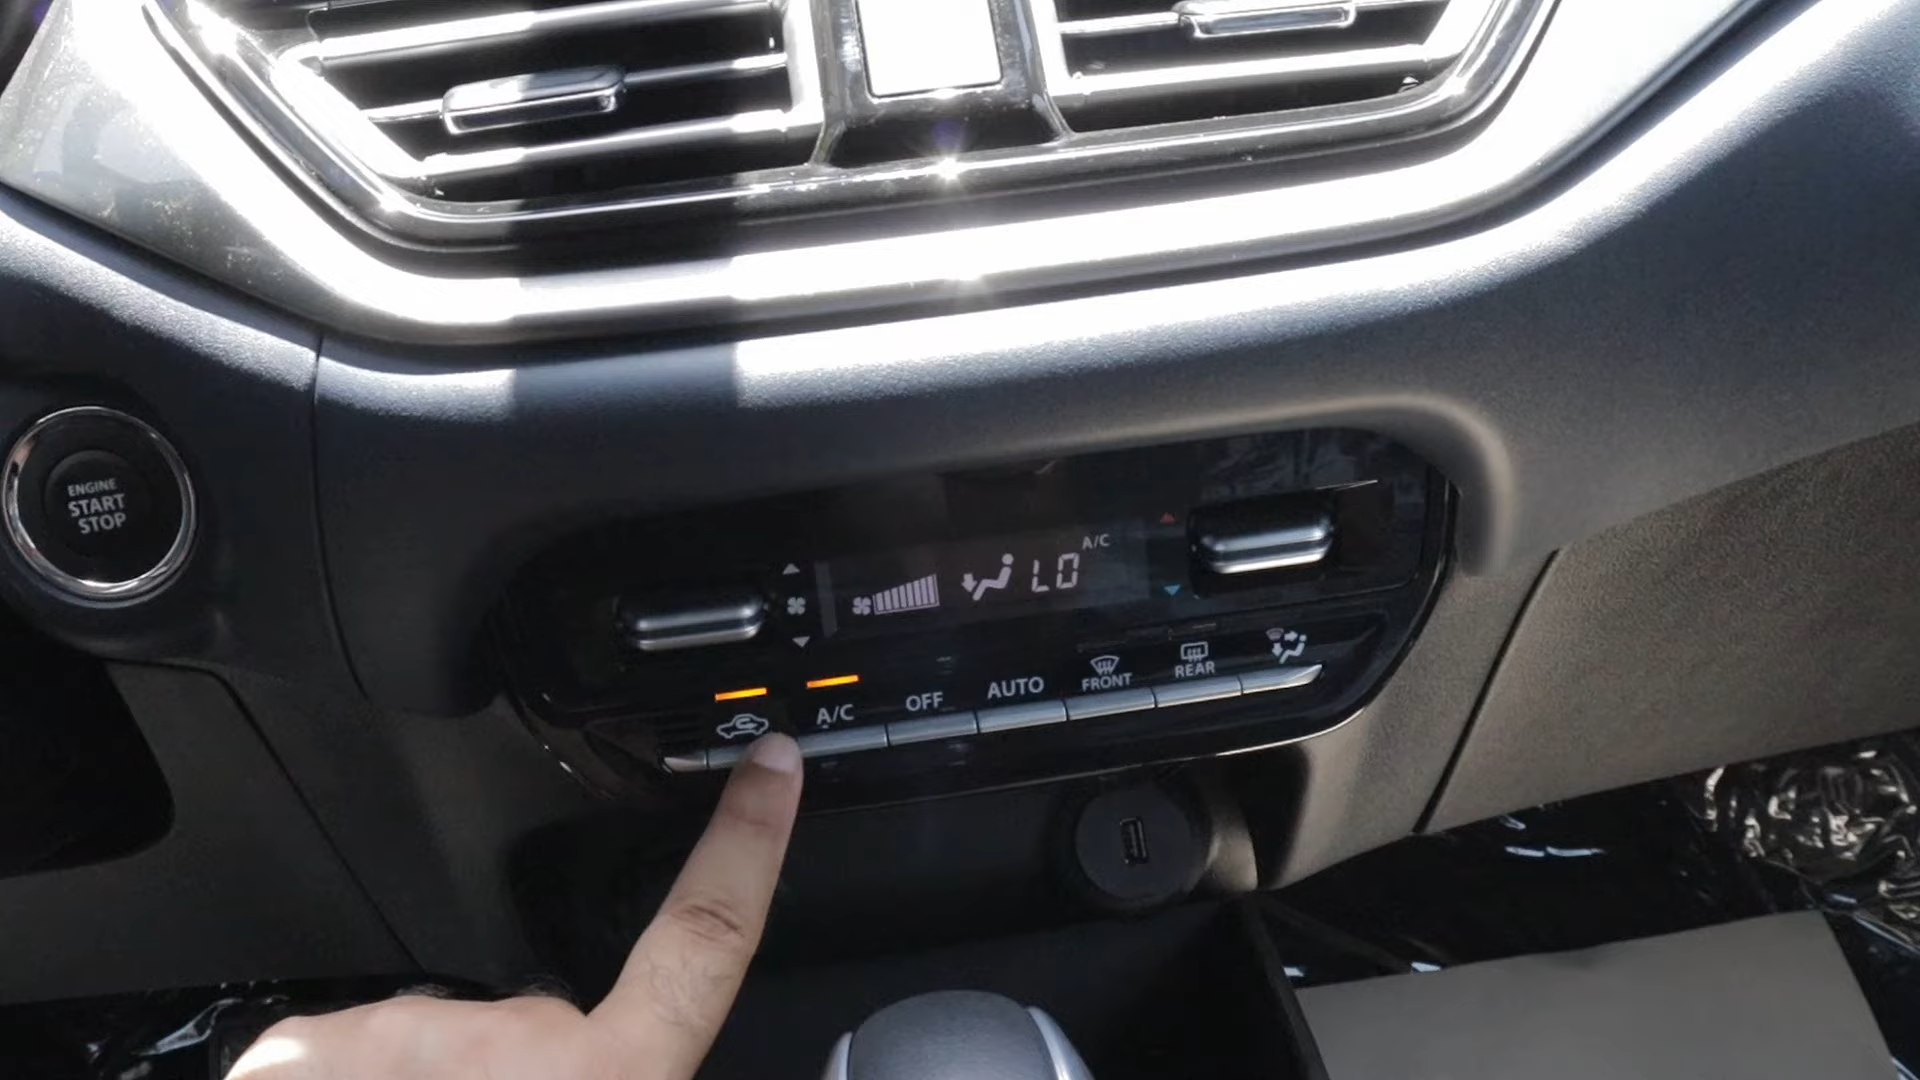 ENGINE
START
STOP
A/C
LO
A/C
OFF
AUTO
FRONT
REAR